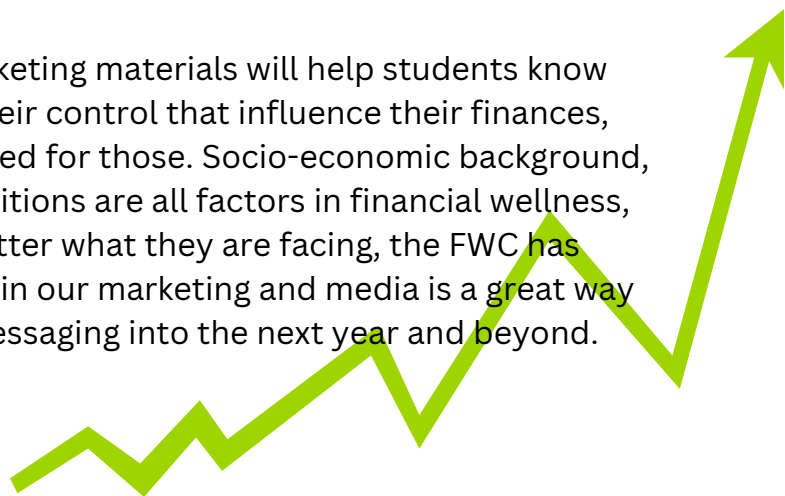 keting materials will help students know
eir control that influence their finances,
ed for those. Socio-economic background,
itions are all factors in financial wellness,
tter what they are facing, the FWC has
in our marketing and media is a great way
essaging into the next year and beyond.